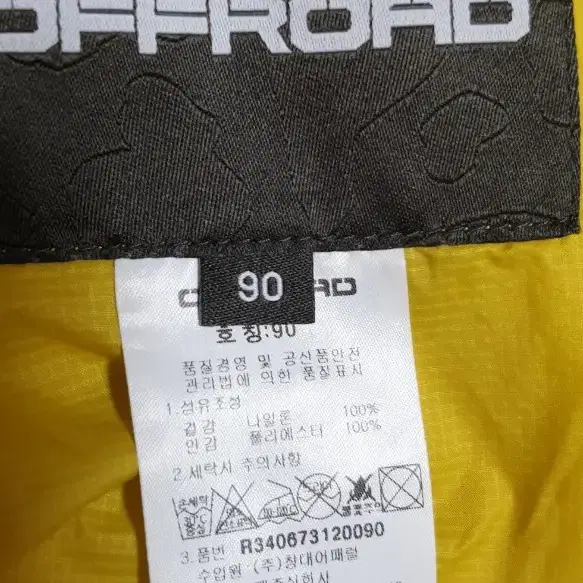 OFFROAD
90
호 칭:90
품질경영 및 공산품안전
관리법에 의한 품질표시
1.섬유조성
겉감 나일론 100%
안감 폴리에스터 100%
2.세탁시 주의사항
손세탁
3.품번 R340673120090
수입원 (주)창대어패럴